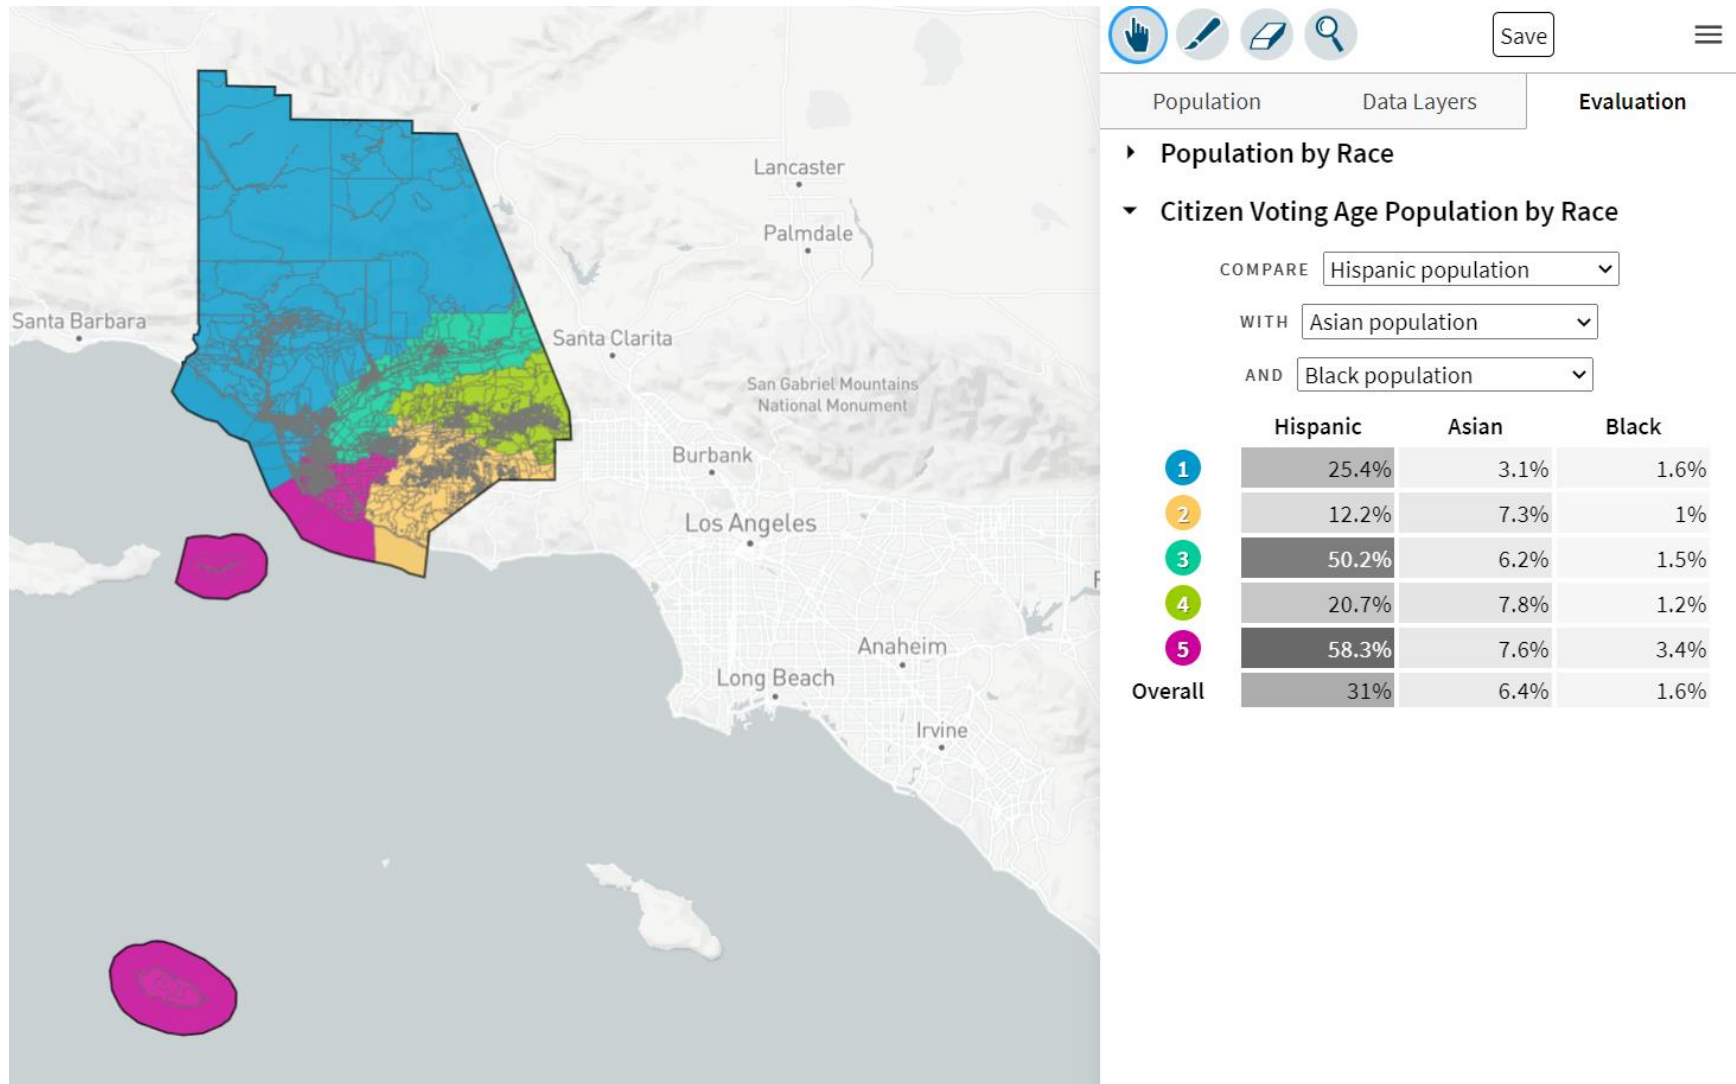 Save
Population Data Layers Evaluation
Population by Race
Citizen Voting Age Population by Race
COMPARE Hispanic population
WITH Asian population
AND Black population
Hispanic Asian Black
1 25.4% 3.1% 1.6%
2 12.2% 7.3% 1%
3 50.2% 6.2% 1.5%
4 20.7% 7.8% 1.2%
5 58.3% 7.6% 3.4%
Overall 31% 6.4% 1.6%
Lancaster
Palmdale
Santa Barbara
Santa Clarita
San Gabriel Mountains
National Monument
Burbank
Los Angeles
Anaheim
Long Beach
Irvine